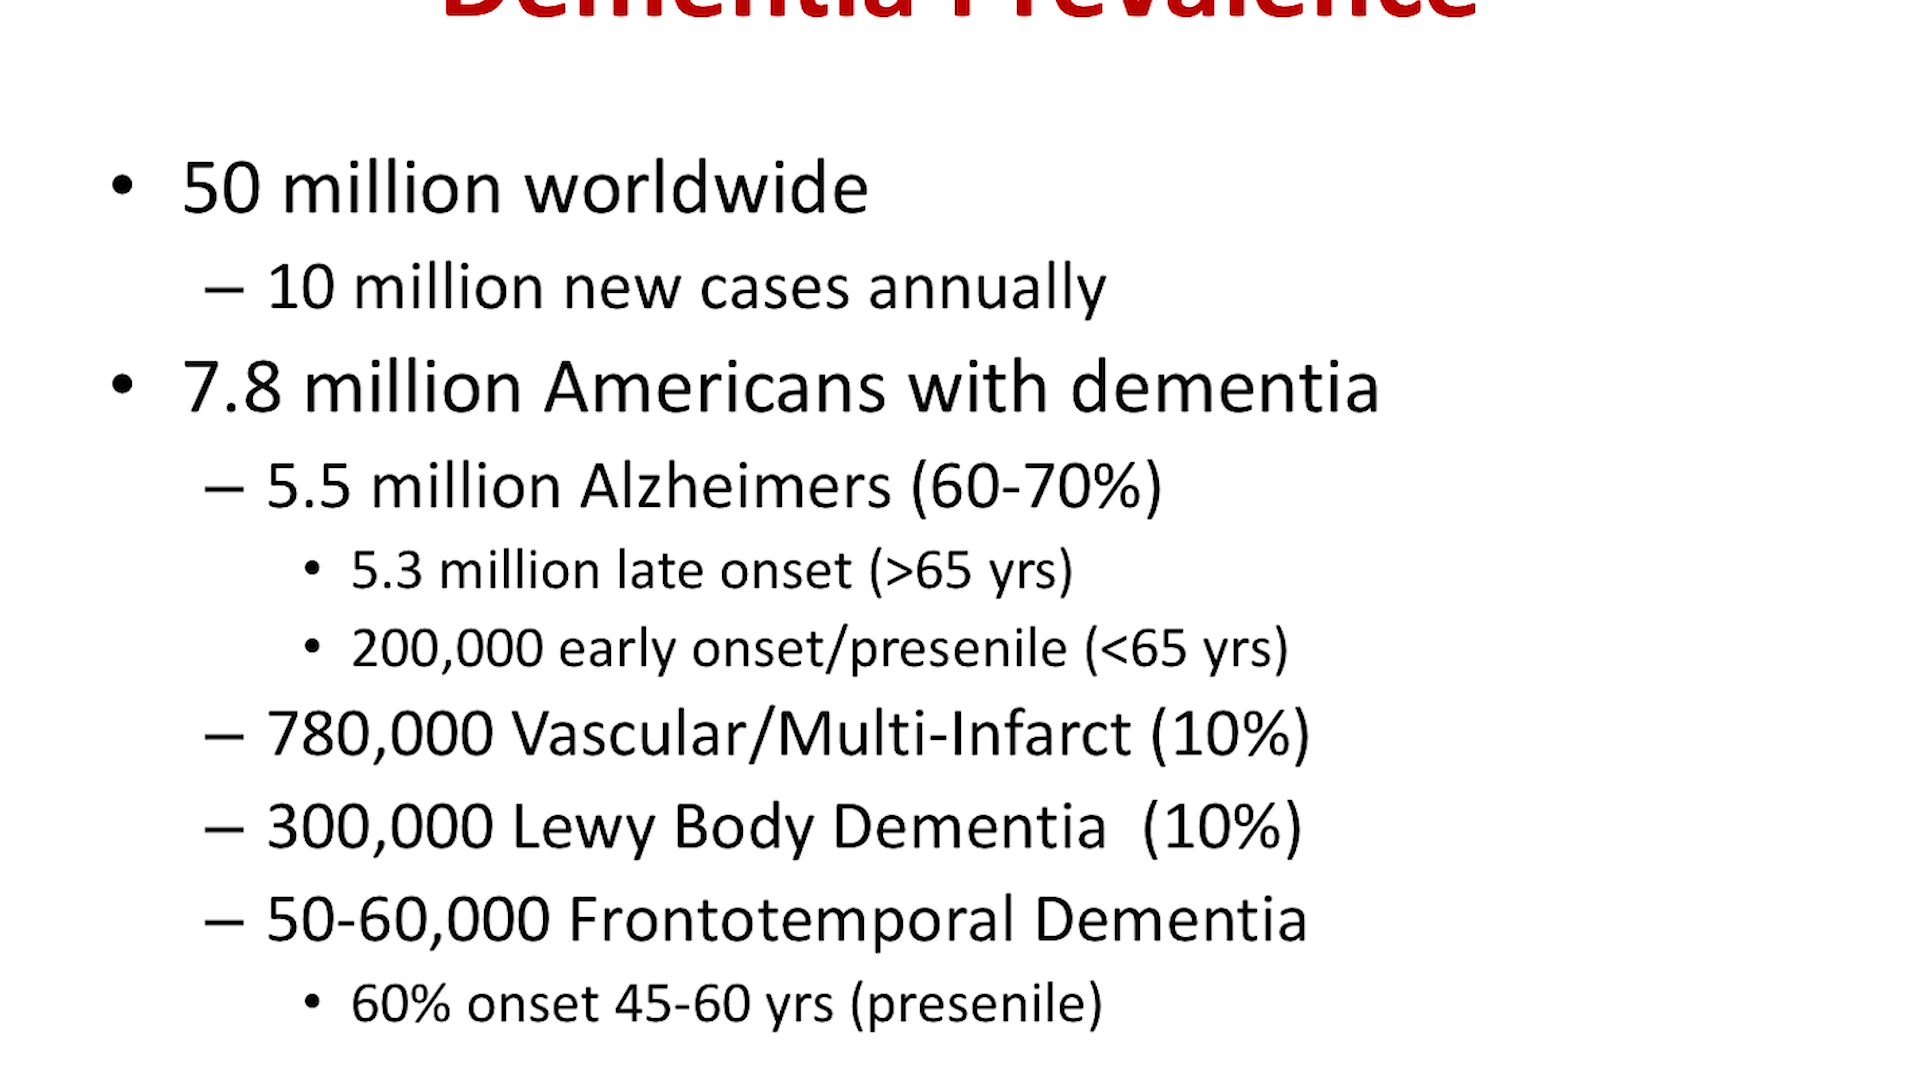 Dementia Prevalence
• 50 million worldwide
– 10 million new cases annually
• 7.8 million Americans with dementia
– 5.5 million Alzheimers (60-70%)
• 5.3 million late onset (>65 yrs)
• 200,000 early onset/presenile (<65 yrs)
– 780,000 Vascular/Multi-Infarct (10%)
– 300,000 Lewy Body Dementia  (10%)
– 50-60,000 Frontotemporal Dementia
• 60% onset 45-60 yrs (presenile)